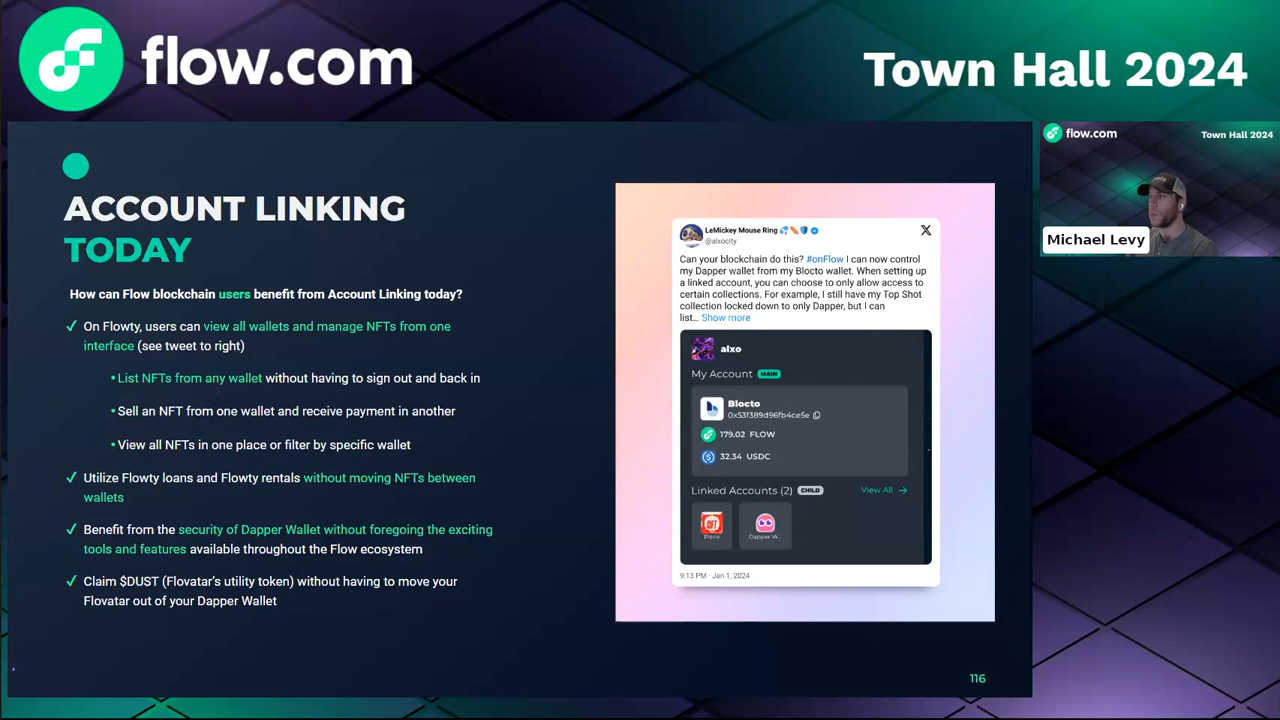 flow.com
Town Hall 2024
ACCOUNT LINKING
TODAY
How can Flow blockchain users benefit from Account Linking today?
✓ On Flowty, users can view all wallets and manage NFTs from one
interface (see tweet to right)
•List NFTs from any wallet without having to sign out and back in
•Sell an NFT from one wallet and receive payment in another
•View all NFTs in one place or filter by specific wallet
✓ Utilize Flowty loans and Flowty rentals without moving NFTs between
wallets
✓ Benefit from the security of Dapper Wallet without foregoing the exciting
tools and features available throughout the Flow ecosystem
✓ Claim $DUST (Flovatar's utility token) without having to move your
Flovatar out of your Dapper Wallet
LeMickey Mouse Ring
@alxocity
Can your blockchain do this? #onFlow I can now control
my Dapper wallet from my Blocto wallet. When setting up
a linked account, you can choose to only allow access to
certain collections. For example, I still have my Top Shot
collection locked down to only Dapper, but I can
list... Show more
alxo
My Account MAIN
Blocto
0x53f389d96fb4ce5e
179.02 FLOW
32.34 USDC
Linked Accounts (2) CHILD View All →
Piece
Dapper W...
9:13 PM · Jan 1, 2024
116
flow.com
Town Hall 2024
Michael Levy